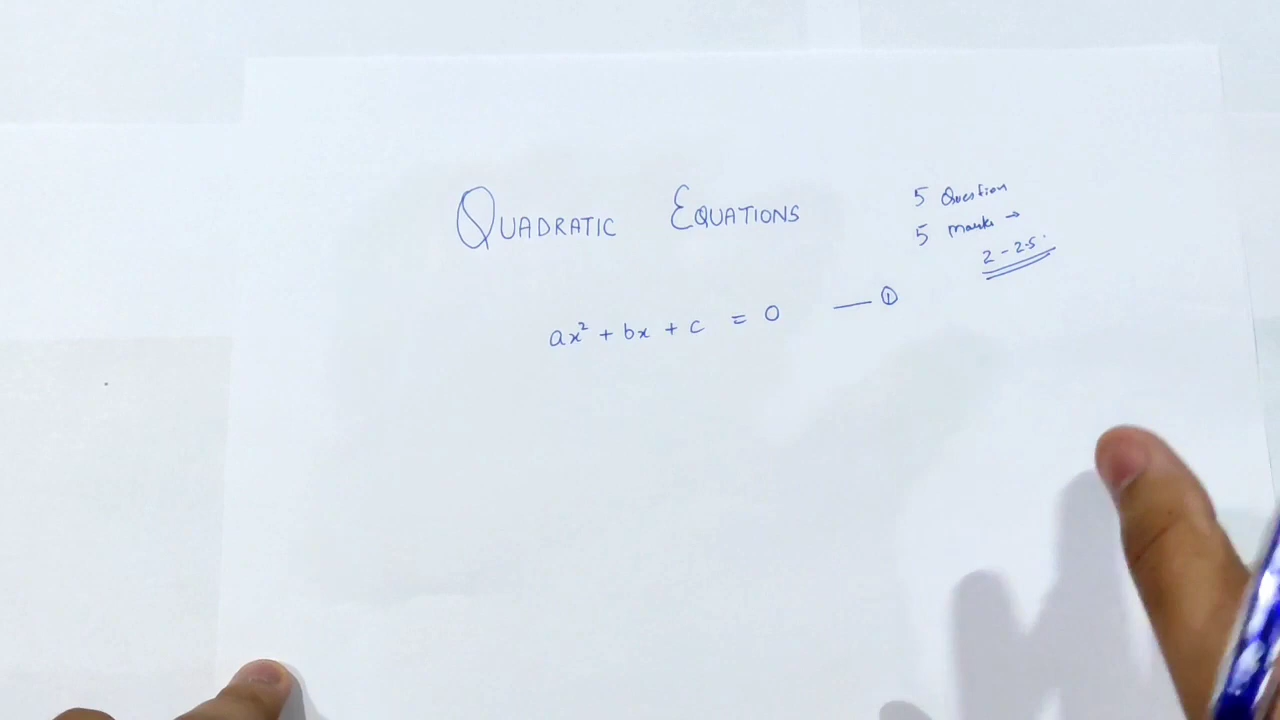 QUADRATIC EQUATIONS
5 Question
5 marks →
2 - 2.5.
ax² + bx + c = 0 — ①